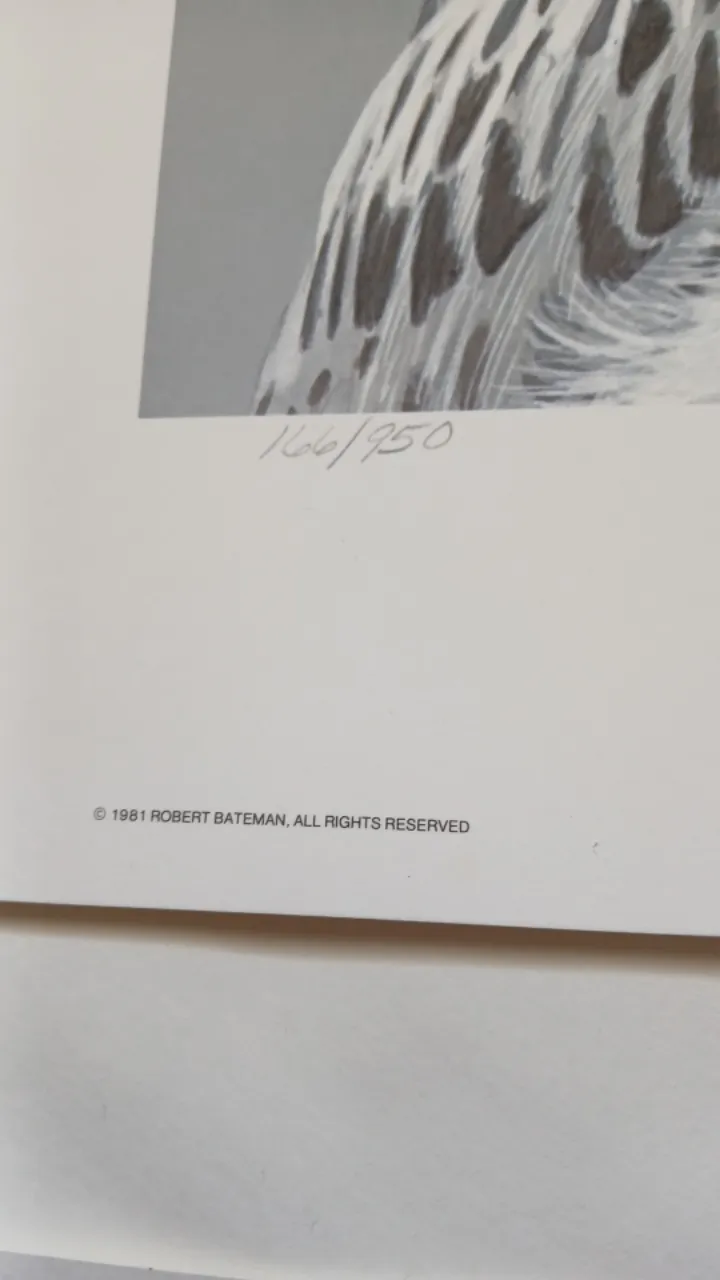 166/950
© 1981 ROBERT BATEMAN, ALL RIGHTS RESERVED